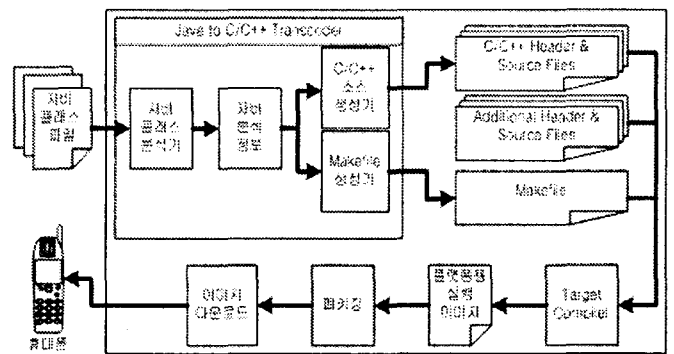 Java to C/C++ Transcoder
자바
클래스
파일
자바
클래스
분석기
자바
분석
정보
C/C++
소스
생성기
Makefile
생성기
C/C++ Header &
Source Files
Additional Header &
Source Files
Makefile
Target
Compiler
플랫폼용
실행
이미지
패키징
이미지
다운로드
휴대폰